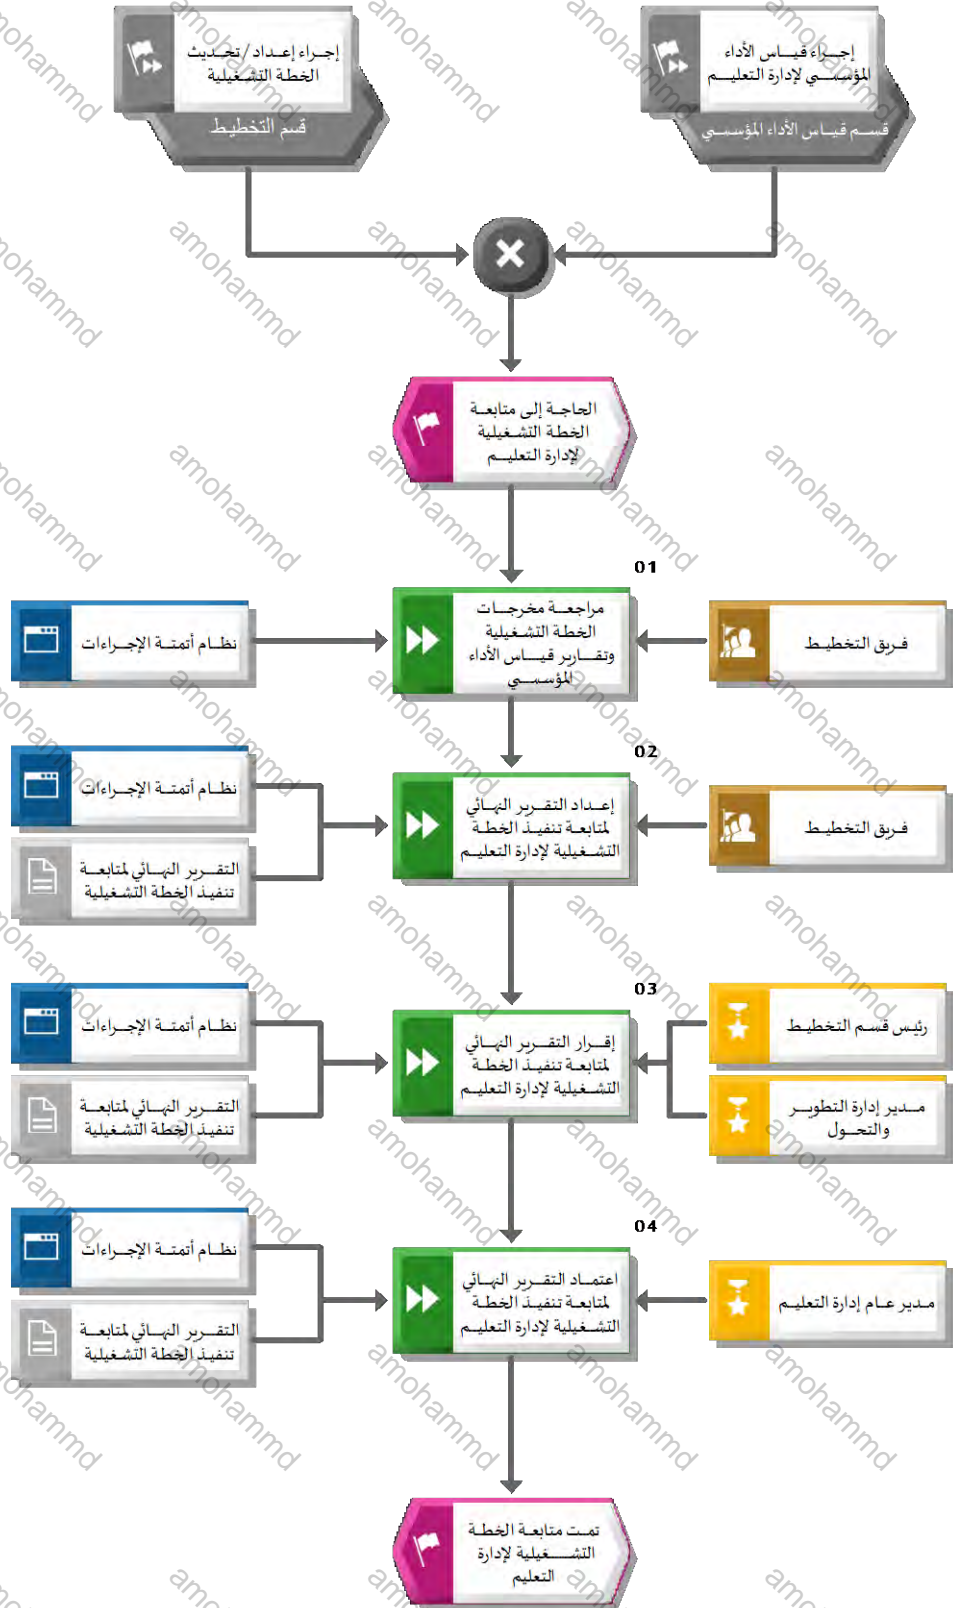 إجراء قياس الأداء
المؤسسي لإدارة التعليم
قسم قياس الأداء المؤسسي
إجراء إعداد / تحديث
الخطة التشغيلية
قسم التخطيط
الحاجة إلى متابعة
الخطة التشغيلية
لإدارة التعليم
01
فريق التخطيط
مراجعة مخرجات
الخطة التشغيلية
وتقارير قياس الأداء
المؤسسي
نظام أتمتة الإجراءات
02
فريق التخطيط
إعداد التقرير النهائي
لمتابعة تنفيذ الخطة
التشغيلية لإدارة التعليم
نظام أتمتة الإجراءات
التقرير النهائي لمتابعة
تنفيذ الخطة التشغيلية
03
رئيس قسم التخطيط
مدير إدارة التطوير
والتحول
إقرار التقرير النهائي
لمتابعة تنفيذ الخطة
التشغيلية لإدارة التعليم
نظام أتمتة الإجراءات
التقرير النهائي لمتابعة
تنفيذ الخطة التشغيلية
04
مدير عام إدارة التعليم
اعتماد التقرير النهائي
لمتابعة تنفيذ الخطة
التشغيلية لإدارة التعليم
نظام أتمتة الإجراءات
التقرير النهائي لمتابعة
تنفيذ الخطة التشغيلية
تمت متابعة الخطة
التشغيلية لإدارة
التعليم
amohammd